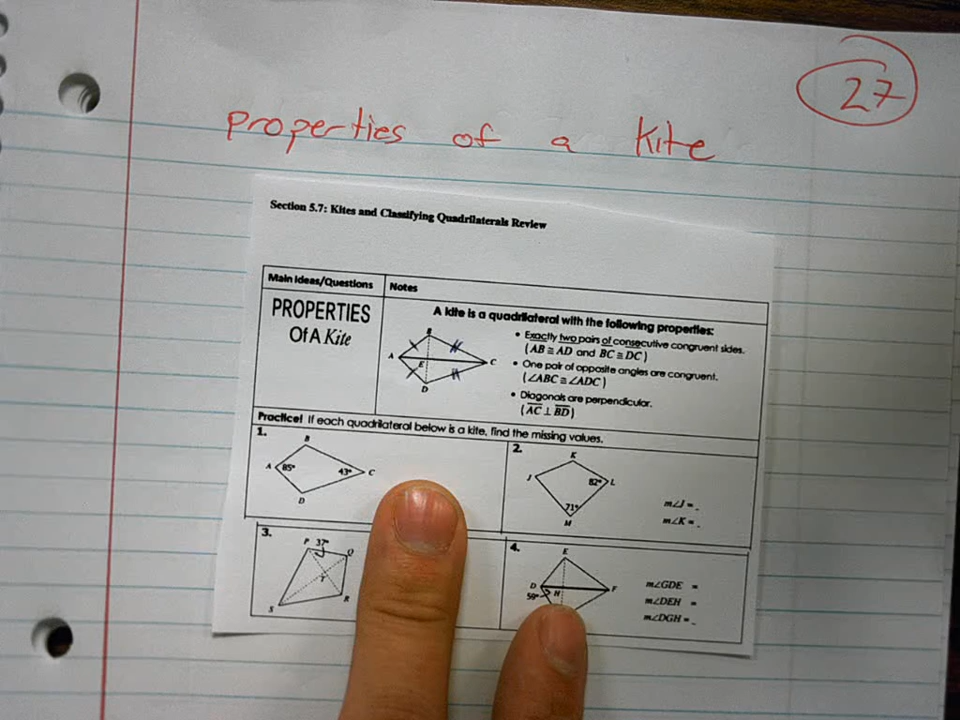 27
Properties of a Kite
Section 5.7: Kites and Classifying Quadrilaterals Review
Main Ideas/Questions
Notes
PROPERTIES
Of A Kite
A kite is a quadrilateral with the following properties:
• Exactly two pairs of consecutive congruent sides.
(AB ≅ AD and BC ≅ DC)
• One pair of opposite angles are congruent.
(∠ABC ≅ ∠ADC)
• Diagonals are perpendicular.
(AC ⊥ BD)
B
A
E
C
D
Practice! If each quadrilateral below is a kite, find the missing values.
1.
B
A 85°
43° C
D
2.
K
J
82° L
71°
M
m∠J =
m∠K =
3.
P 37°
Q
T
R
S
4.
E
D
H
F
59°
m∠GDE =
m∠DEH =
m∠DGH =